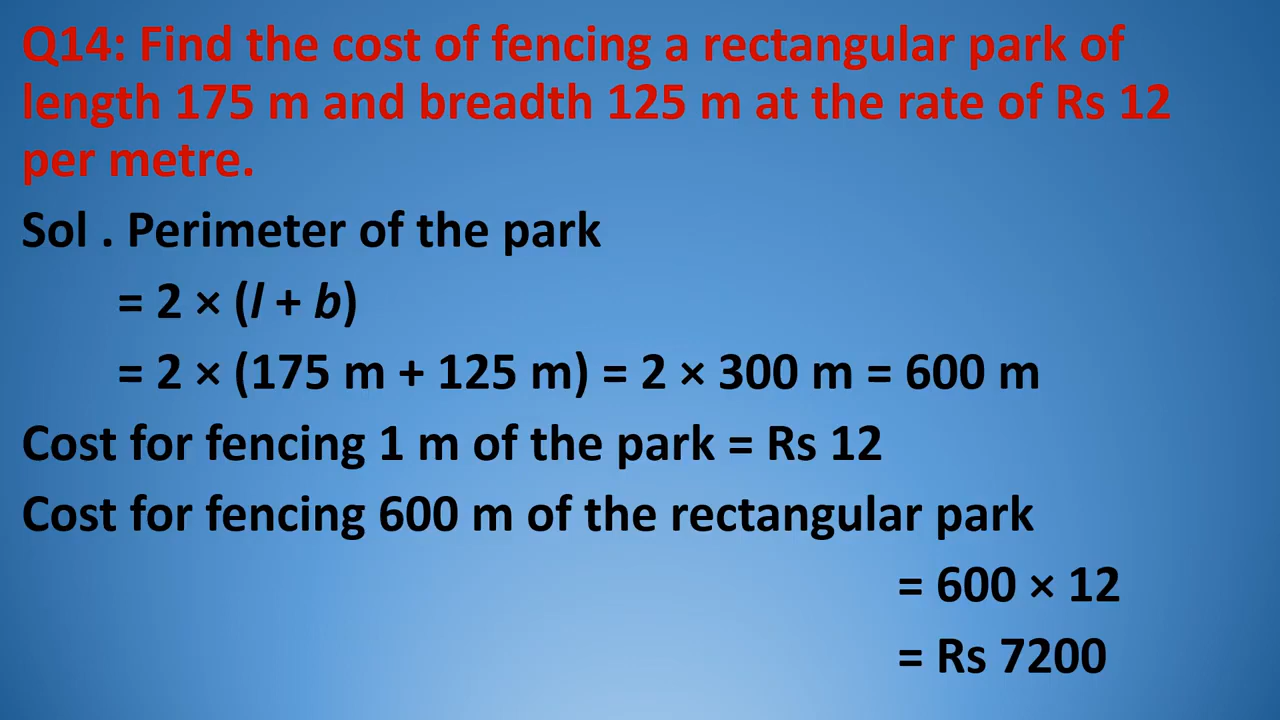 Q14: Find the cost of fencing a rectangular park of
length 175 m and breadth 125 m at the rate of Rs 12
per metre.
Sol . Perimeter of the park
= 2 × (l + b)
= 2 × (175 m + 125 m) = 2 × 300 m = 600 m
Cost for fencing 1 m of the park = Rs 12
Cost for fencing 600 m of the rectangular park
= 600 × 12
= Rs 7200